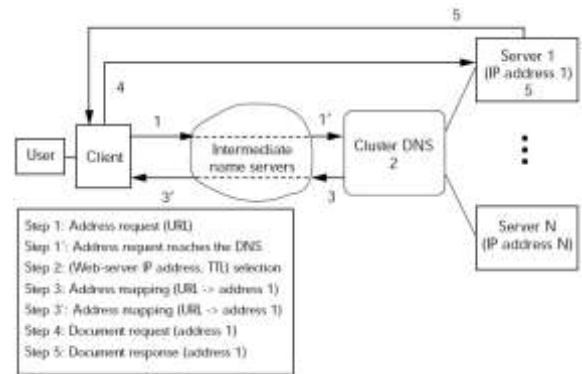 5
Server 1
(IP address 1)
5
4
1
1'
User
Client
Intermediate
name servers
Cluster DNS
2
3'
3
Server N
(IP address N)
Step 1: Address request (URL)
Step 1': Address request reaches the DNS
Step 2: (Web-server IP address, TTL) selection
Step 3: Address mapping (URL -> address 1)
Step 3': Address mapping (URL -> address 1)
Step 4: Document request (address 1)
Step 5: Document response (address 1)